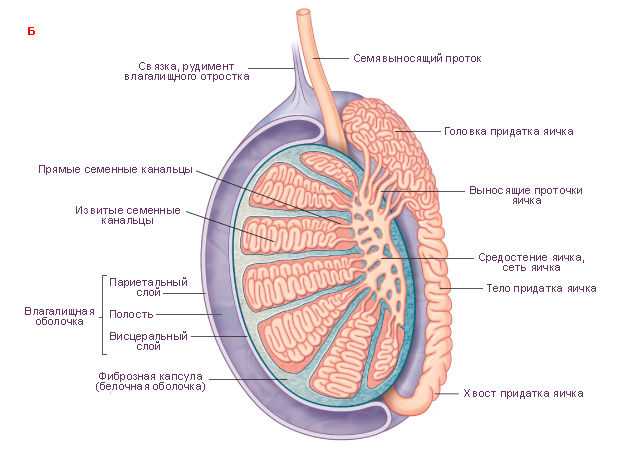 Б
Связка, рудимент
влагалищного отростка
Семявыносящий проток
Головка придатка яичка
Прямые семенные канальцы
Выносящие проточки
яичка
Извитые семенные
канальцы
Средостение яичка,
сеть яичка
Тело придатка яичка
Влагалищная
оболочка
Париетальный
слой
Полость
Висцеральный
слой
Фиброзная капсула
(белочная оболочка)
Хвост придатка яичка